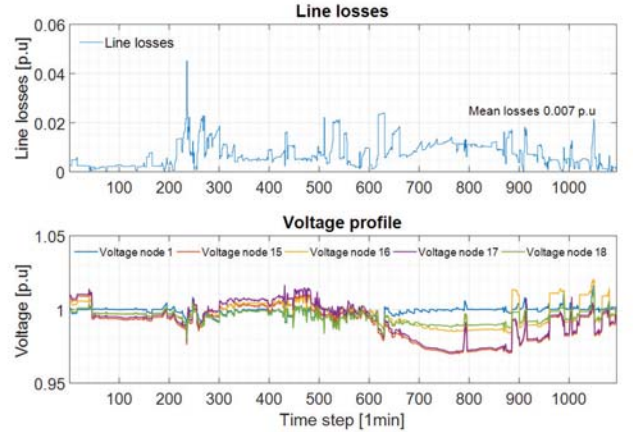 Line losses
Line losses [p.u]
0.06
0.04
0.02
0
Line losses
Mean losses 0.007 p.u
100 200 300 400 500 600 700 800 900 1000
Voltage profile
Voltage [p.u]
1.05
1
0.95
Voltage node 1 Voltage node 15 Voltage node 16 Voltage node 17 Voltage node 18
100 200 300 400 500 600 700 800 900 1000
Time step [1min]